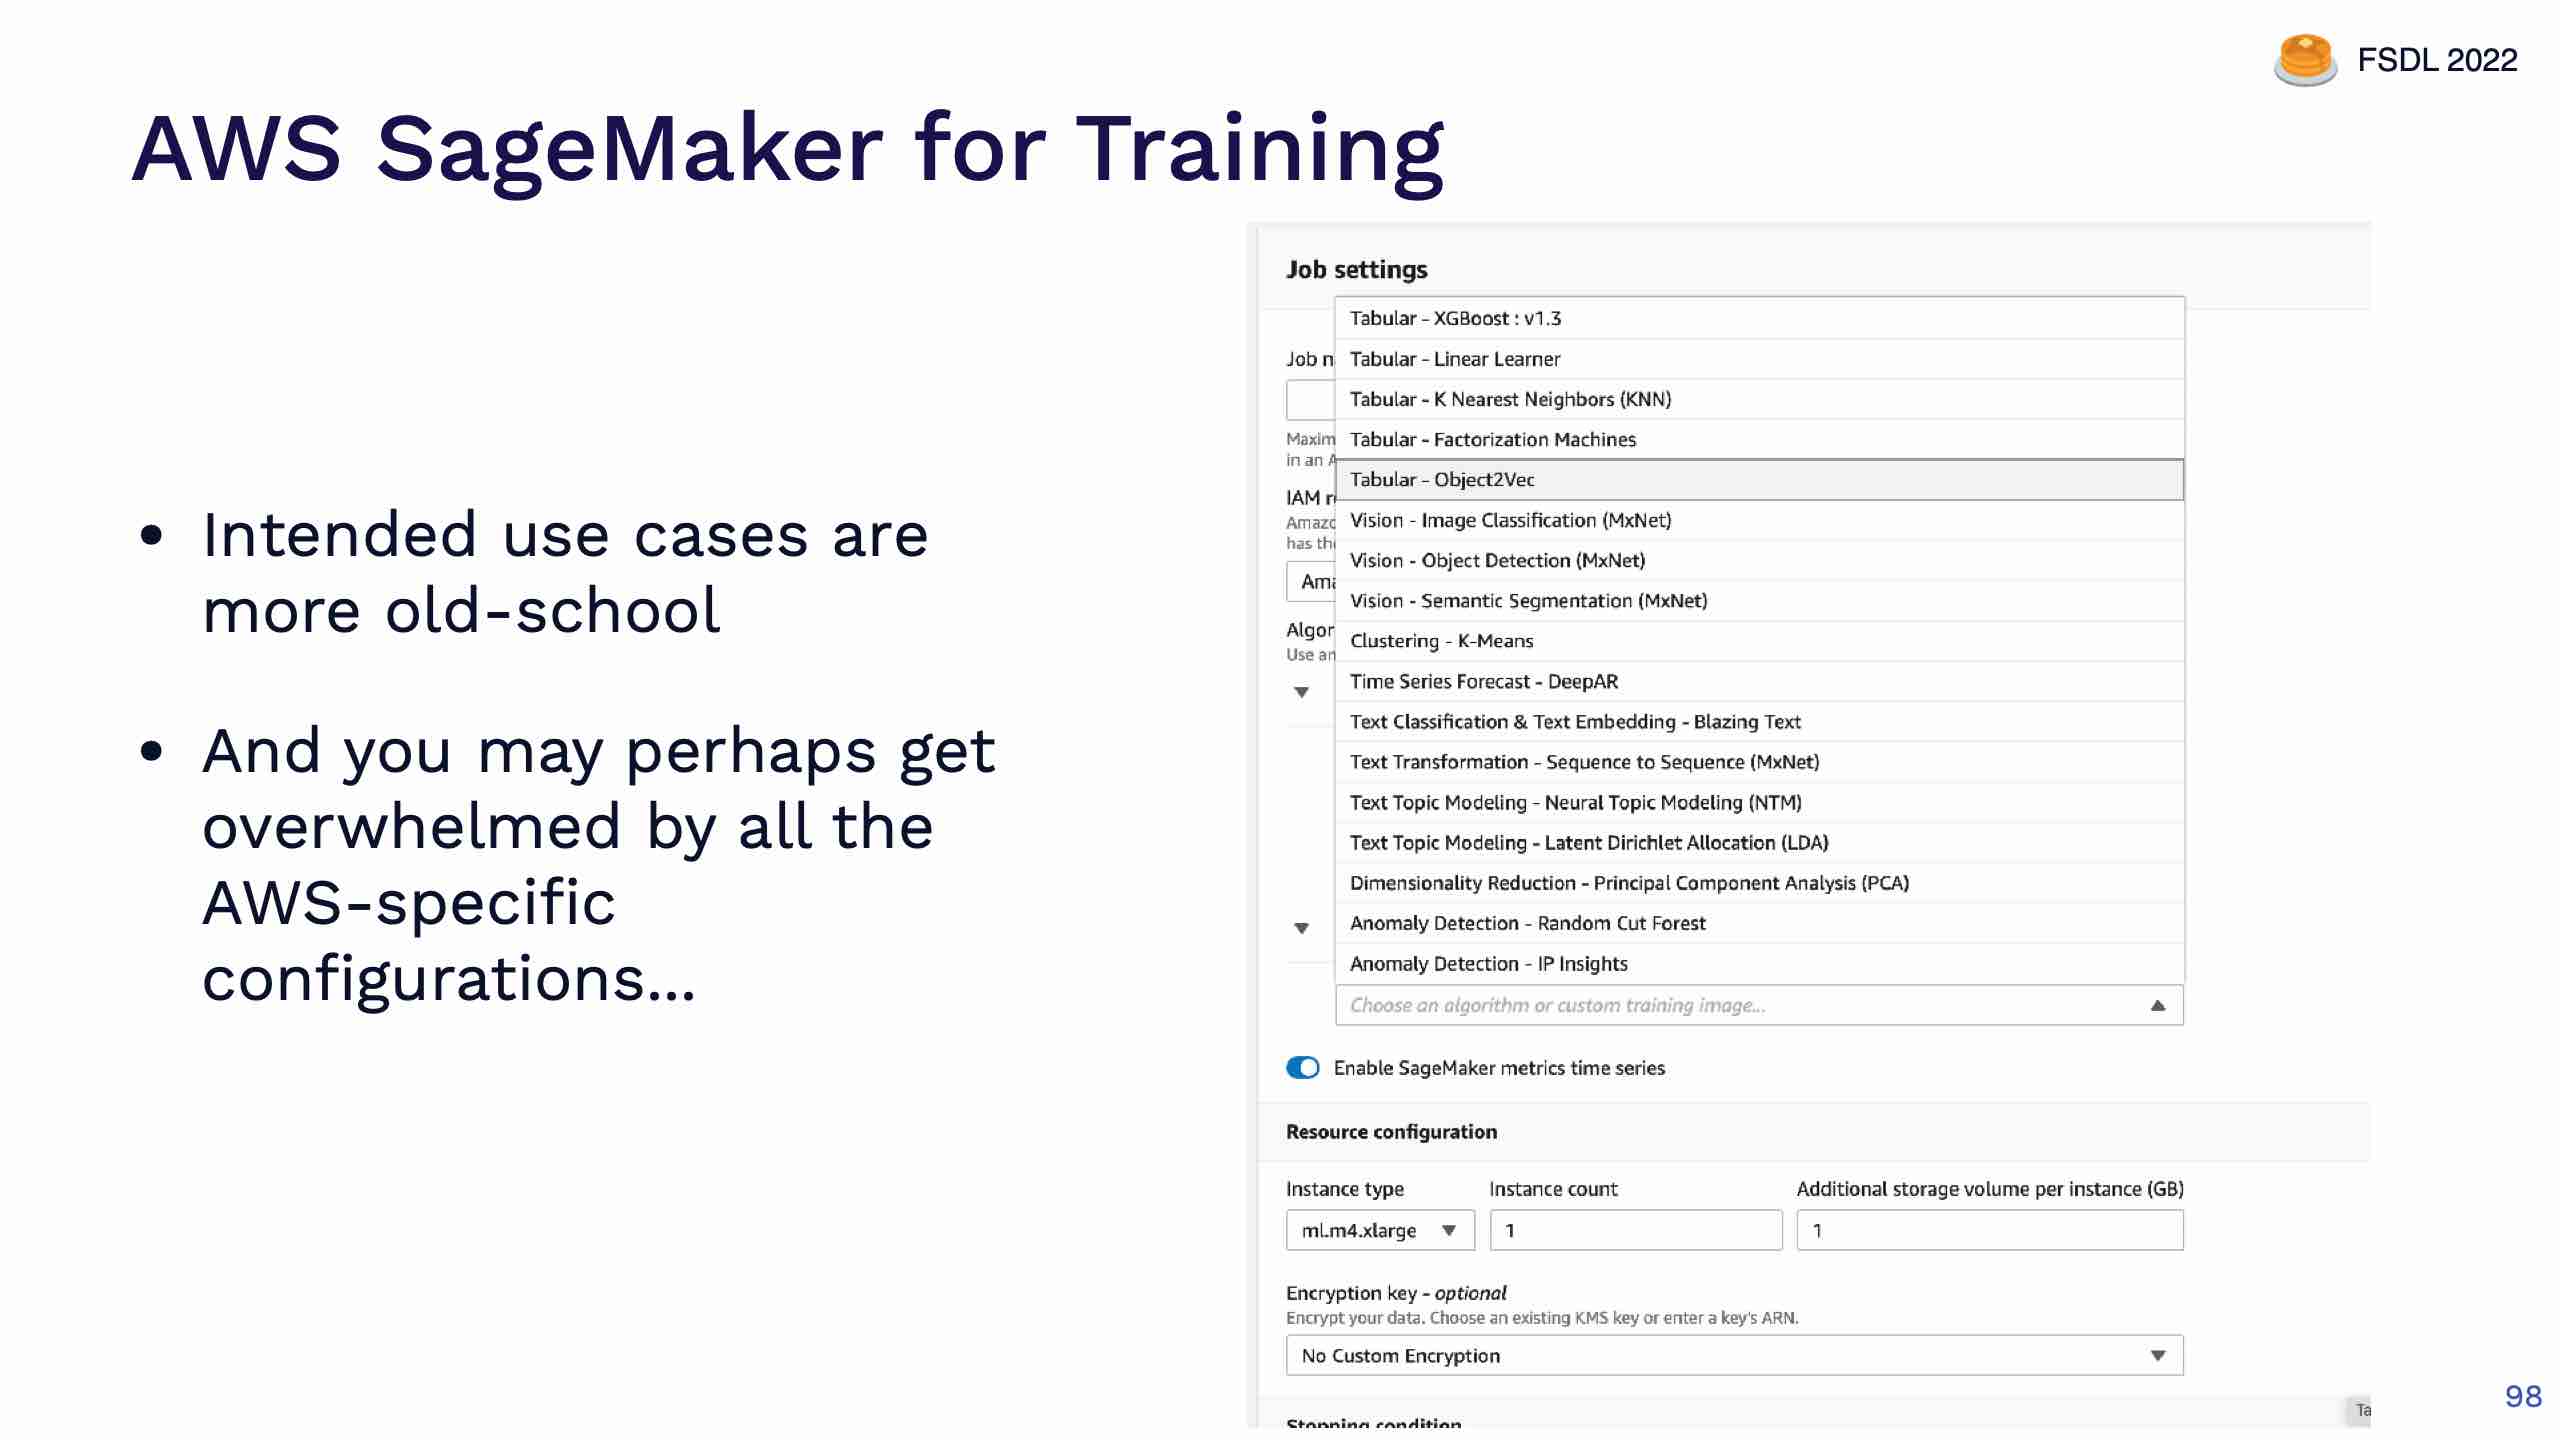 FSDL 2022
AWS SageMaker for Training
• Intended use cases are
more old-school
• And you may perhaps get
overwhelmed by all the
AWS-specific
configurations...
Job settings
Tabular - XGBoost : v1.3
Job n
Tabular - Linear Learner
Tabular - K Nearest Neighbors (KNN)
Maxim
Tabular - Factorization Machines
in an A
Tabular - Object2Vec
IAM r
Amazo
Vision - Image Classification (MxNet)
has the
Vision - Object Detection (MxNet)
Ama
Vision - Semantic Segmentation (MxNet)
Algor
Clustering - K-Means
Use an
Time Series Forecast - DeepAR
Text Classification & Text Embedding - Blazing Text
Text Transformation - Sequence to Sequence (MxNet)
Text Topic Modeling - Neural Topic Modeling (NTM)
Text Topic Modeling - Latent Dirichlet Allocation (LDA)
Dimensionality Reduction - Principal Component Analysis (PCA)
Anomaly Detection - Random Cut Forest
Anomaly Detection - IP Insights
Choose an algorithm or custom training image...
Enable SageMaker metrics time series
Resource configuration
Instance type Instance count Additional storage volume per instance (GB)
ml.m4.xlarge 1 1
Encryption key - optional
Encrypt your data. Choose an existing KMS key or enter a key's ARN.
No Custom Encryption
Stopping condition
Ta
98